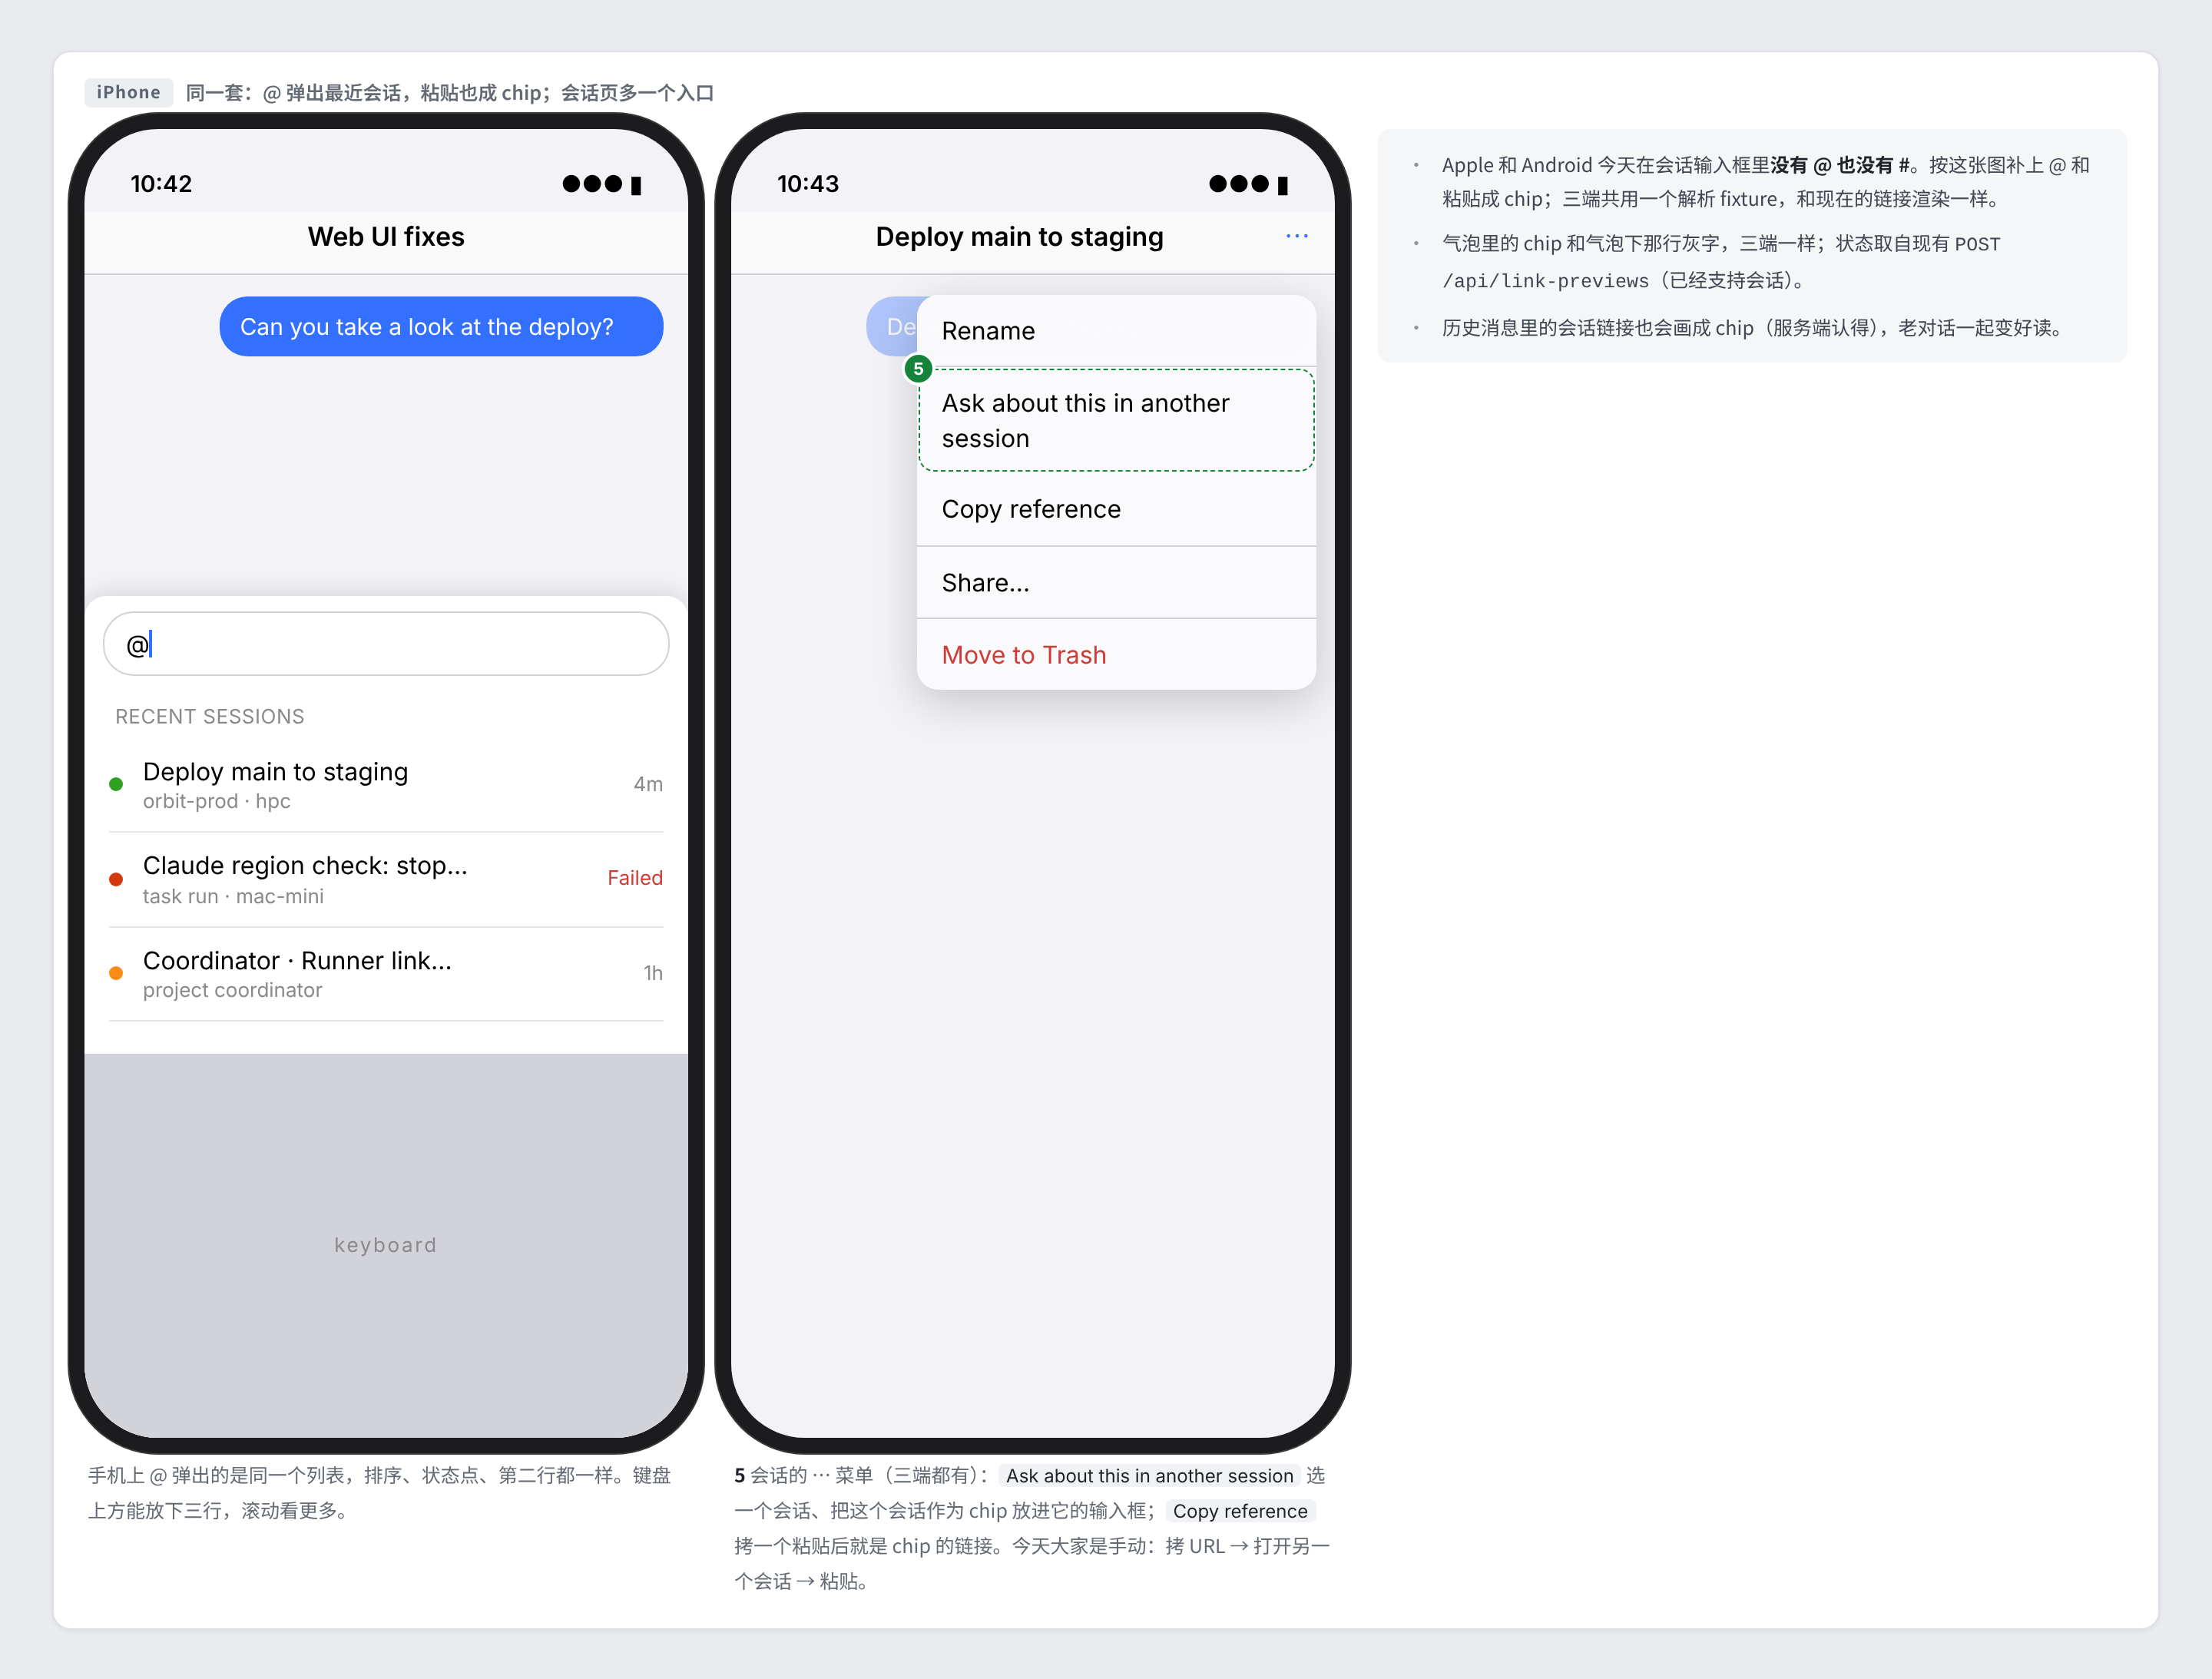 iPhone 同一套：@ 弹出最近会话，粘贴也成 chip；会话页多一个入口
10:42
Web UI fixes
Can you take a look at the deploy?
@
RECENT SESSIONS
Deploy main to staging
orbit-prod · hpc
4m
Claude region check: stop...
task run · mac-mini
Failed
Coordinator · Runner link...
project coordinator
1h
keyboard
手机上 @ 弹出的是同一个列表，排序、状态点、第二行都一样。键盘
上方能放下三行，滚动看更多。
10:43
Deploy main to staging
···
De
Rename
5
Ask about this in another
session
Copy reference
Share...
Move to Trash
5 会话的 ··· 菜单（三端都有）： Ask about this in another session 选
一个会话、把这个会话作为 chip 放进它的输入框； Copy reference
拷一个粘贴后就是 chip 的链接。今天大家是手动：拷 URL → 打开另一
个会话 → 粘贴。
• Apple 和 Android 今天在会话输入框里没有 @ 也没有 #。按这张图补上 @ 和
粘贴成 chip；三端共用一个解析 fixture，和现在的链接渲染一样。
• 气泡里的 chip 和气泡下那行灰字，三端一样；状态取自现有 POST
/api/link-previews（已经支持会话）。
• 历史消息里的会话链接也会画成 chip（服务端认得），老对话一起变好读。